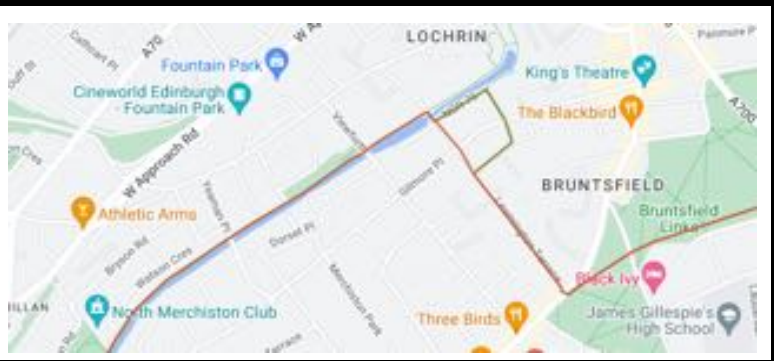 LOCHRIN
A70
Cathcart Pl
Fountain Park
Cineworld Edinburgh
- Fountain Park
King's Theatre
The Blackbird
A700
W Approach Rd
Viewforth
Gilmore Pl
BRUNTSFIELD
Bruntsfield
Links
Athletic Arms
Yeaman Pl
Dorset Pl
Bryson Rd
Watson Cres
Merchiston Park
Black Ivy
North Merchiston Club
Three Birds
James Gillespie's
High School